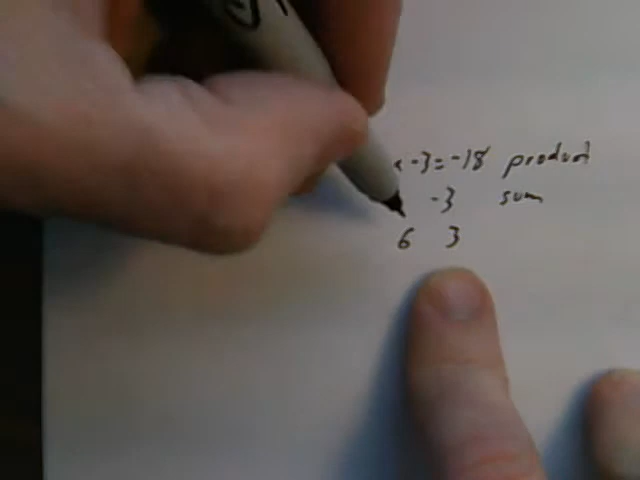 × -3 = -18 product
-3 sum
6 3